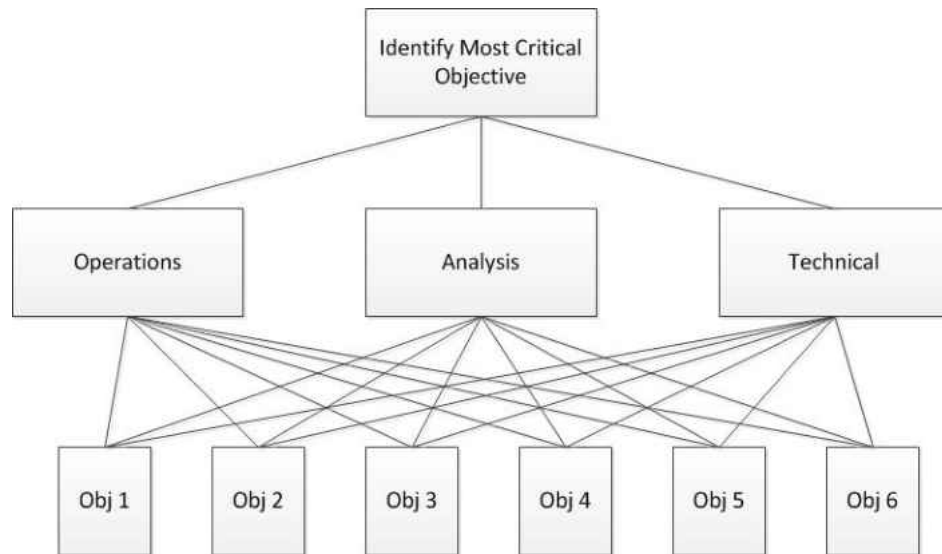 Identify Most Critical
Objective
Operations
Analysis
Technical
Obj 1
Obj 2
Obj 3
Obj 4
Obj 5
Obj 6